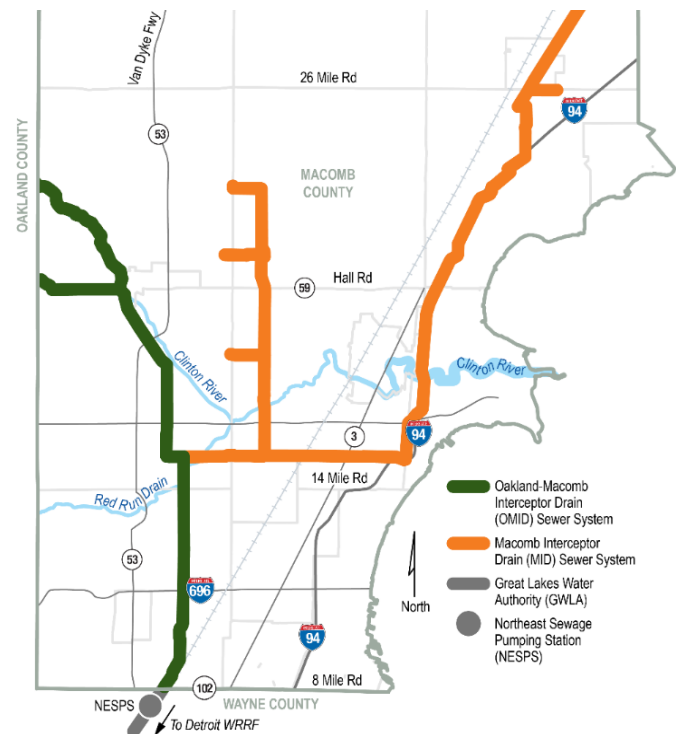 Van Dyke Fwy
26 Mile Rd
94
53
OAKLAND COUNTY
MACOMB
COUNTY
Hall Rd
59
Clinton River
Clinton River
3
94
14 Mile Rd
Red Run Drain
53
696
94
Oakland-Macomb
Interceptor Drain
(OMID) Sewer System
Macomb Interceptor
Drain (MID) Sewer System
Great Lakes Water
Authority (GWLA)
Northeast Sewage
Pumping Station
(NESPS)
North
8 Mile Rd
102
WAYNE COUNTY
NESPS
To Detroit WRRF